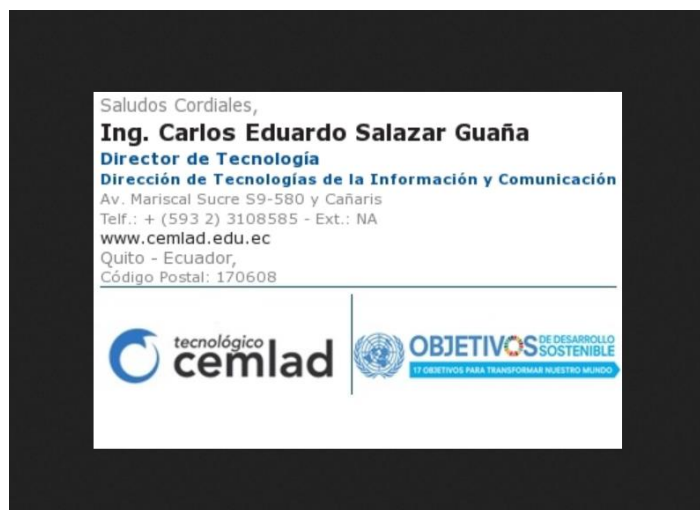 Saludos Cordiales,
Ing. Carlos Eduardo Salazar Guaña
Director de Tecnología
Dirección de Tecnologías de la Información y Comunicación
Av. Mariscal Sucre S9-580 y Cañaris
Telf.: + (593 2) 3108585 - Ext.: NA
www.cemlad.edu.ec
Quito - Ecuador,
Código Postal: 170608
tecnológico
cemlad
OBJETIVOS DE DESARROLLO
SOSTENIBLE
17 OBJETIVOS PARA TRANSFORMAR NUESTRO MUNDO